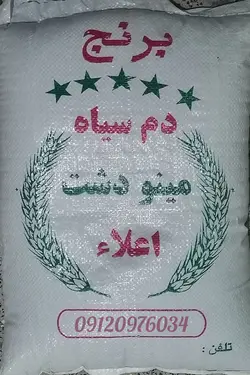 برنج
دم سیاه
مینو دشت
اعلاء
09120976034
تلفن :